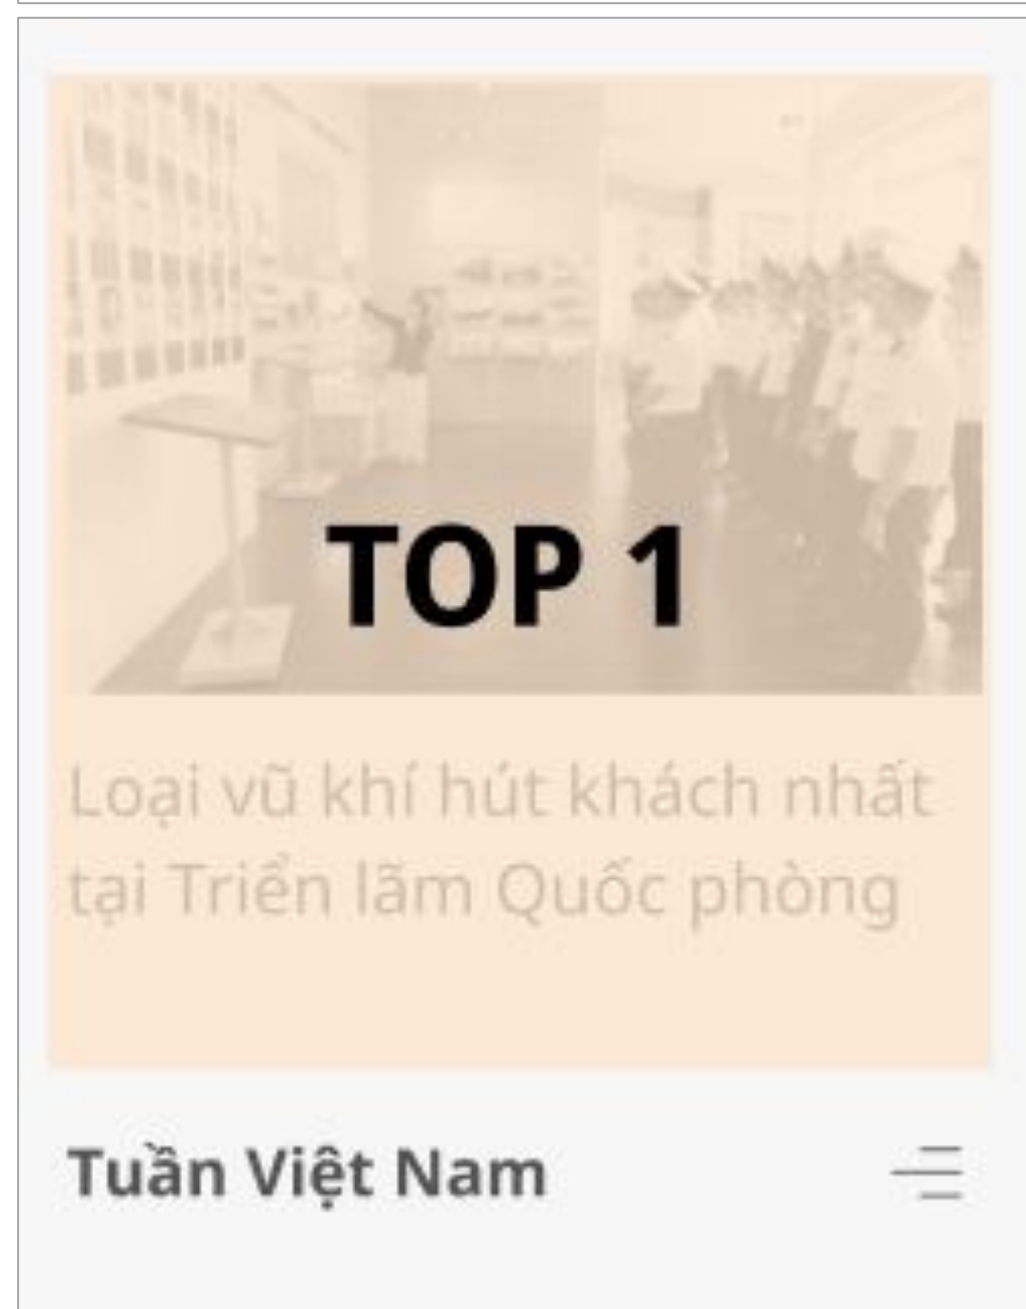 TOP 1
Loại vũ khí hút khách nhất
tại Triển lãm Quốc phòng
Tuần Việt Nam